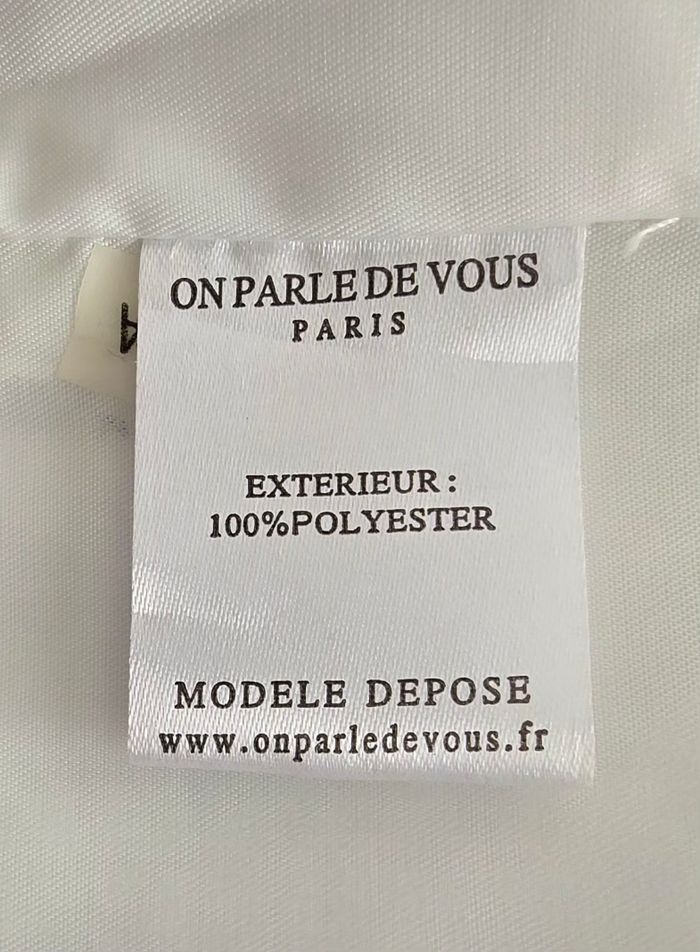 ON PARLE DE VOUS
PARIS
EXTERIEUR :
100%POLYESTER
MODELE DEPOSE
www.onparledevous.fr